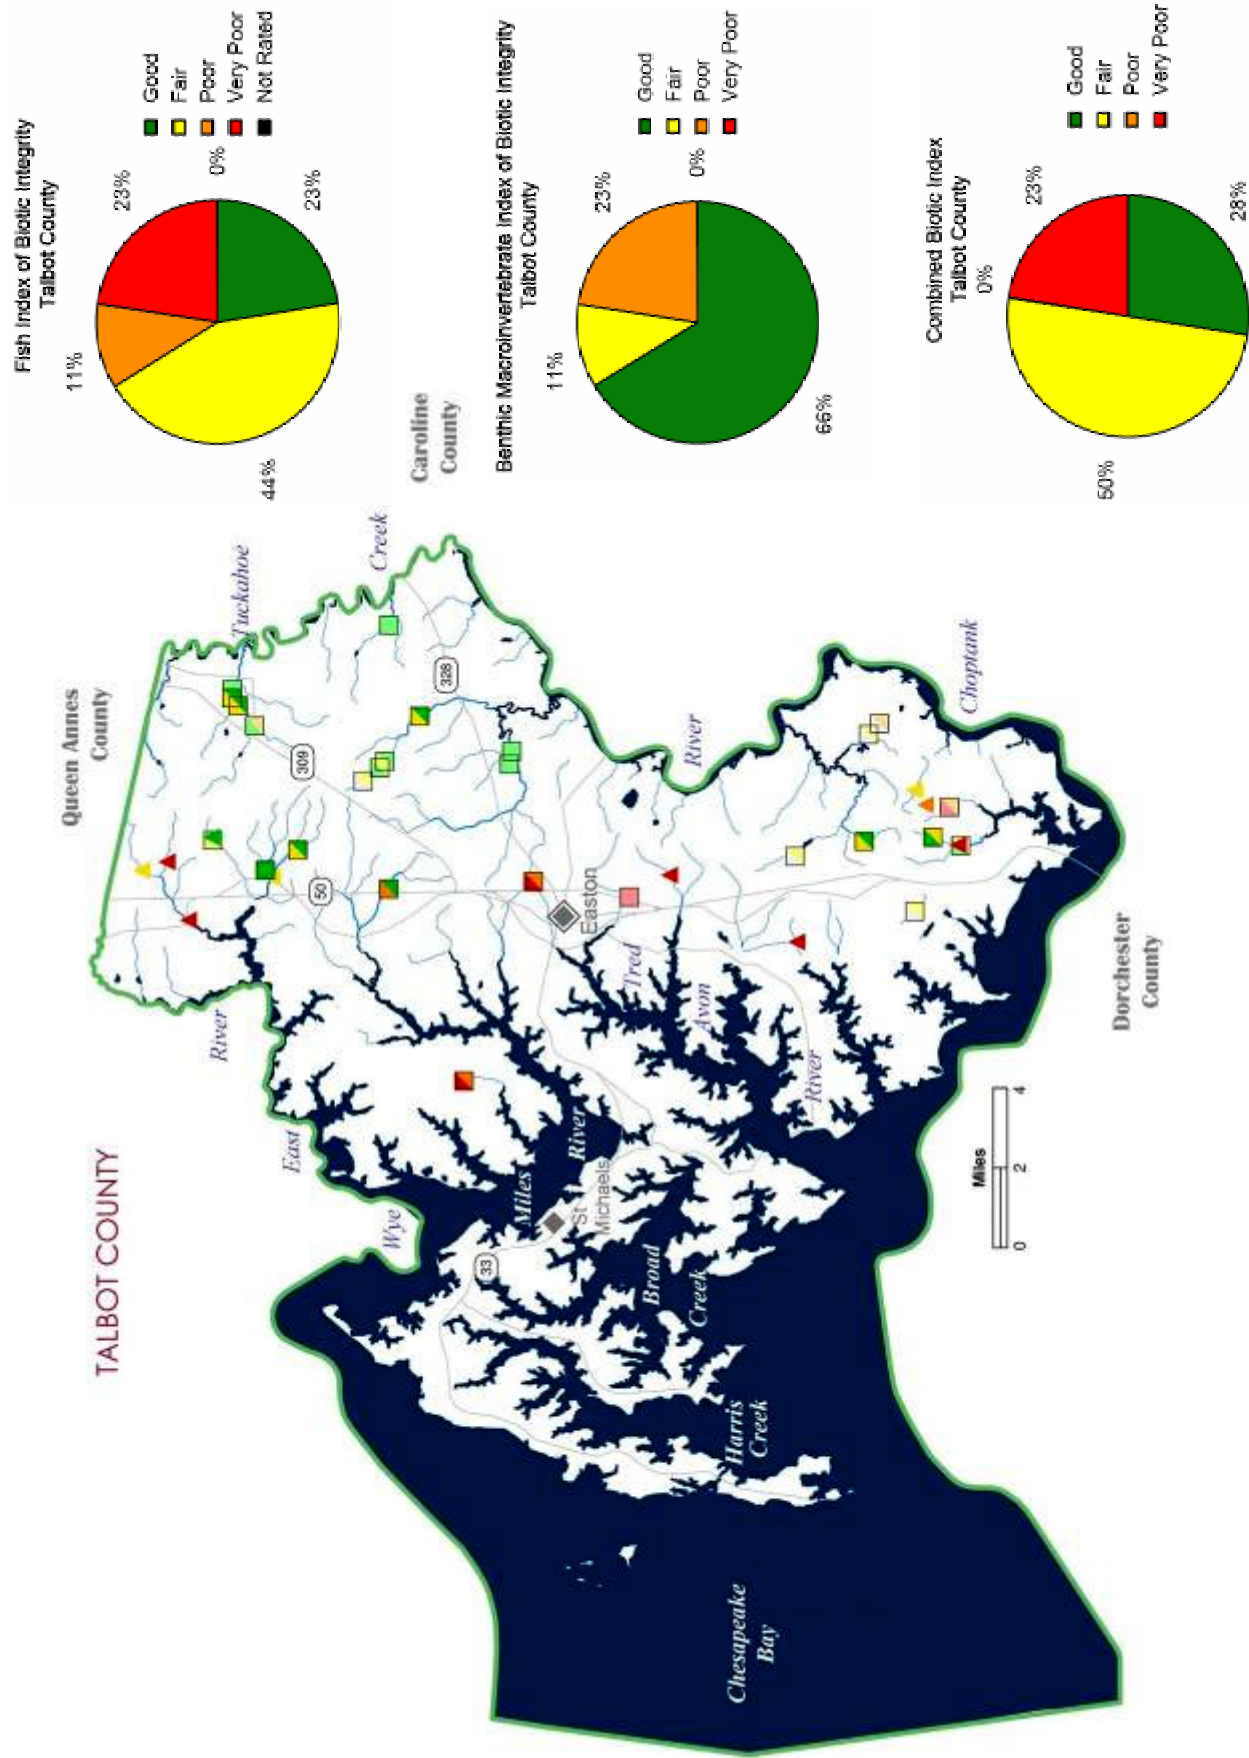 TALBOT COUNTY
Queen Annes
County
Caroline
County
Dorchester
County
Tuckahoe
Creek
River
Choptank
River
East
Wye
Miles
River
St
Michaels
Easton
Tred
Avon
River
Broad
Creek
Harris
Creek
Chesapeake
Bay
309
328
50
33
Miles
0 2 4
Fish Index of Biotic Integrity
Talbot County
23%
0%
23%
11%
44%
Good
Fair
Poor
Very Poor
Not Rated
Benthic Macroinvertebrate Index of Biotic Integrity
Talbot County
23%
0%
11%
66%
Good
Fair
Poor
Very Poor
Combined Biotic Index
Talbot County
0%
23%
28%
50%
Good
Fair
Poor
Very Poor